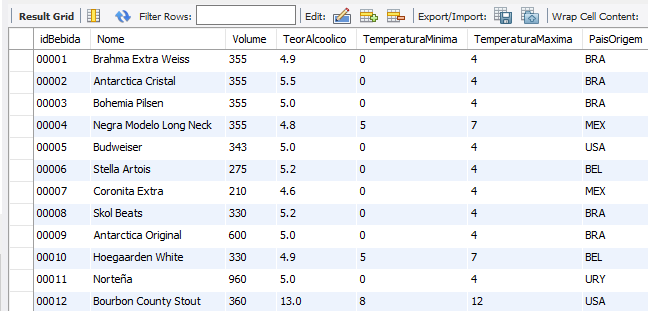 Result Grid Filter Rows: Edit: Export/Import: Wrap Cell Content:
idBebida Nome Volume TeorAlcoolico TemperaturaMinima TemperaturaMaxima PaisOrigem
00001 Brahma Extra Weiss 355 4.9 0 4 BRA
00002 Antarctica Cristal 355 5.5 0 4 BRA
00003 Bohemia Pilsen 355 5.0 0 4 BRA
00004 Negra Modelo Long Neck 355 4.8 5 7 MEX
00005 Budweiser 343 5.0 0 4 USA
00006 Stella Artois 275 5.2 0 4 BEL
00007 Coronita Extra 210 4.6 0 4 MEX
00008 Skol Beats 330 5.2 0 4 BRA
00009 Antarctica Original 600 5.0 0 4 BRA
00010 Hoegaarden White 330 4.9 5 7 BEL
00011 Norteña 960 5.0 0 4 URY
00012 Bourbon County Stout 360 13.0 8 12 USA